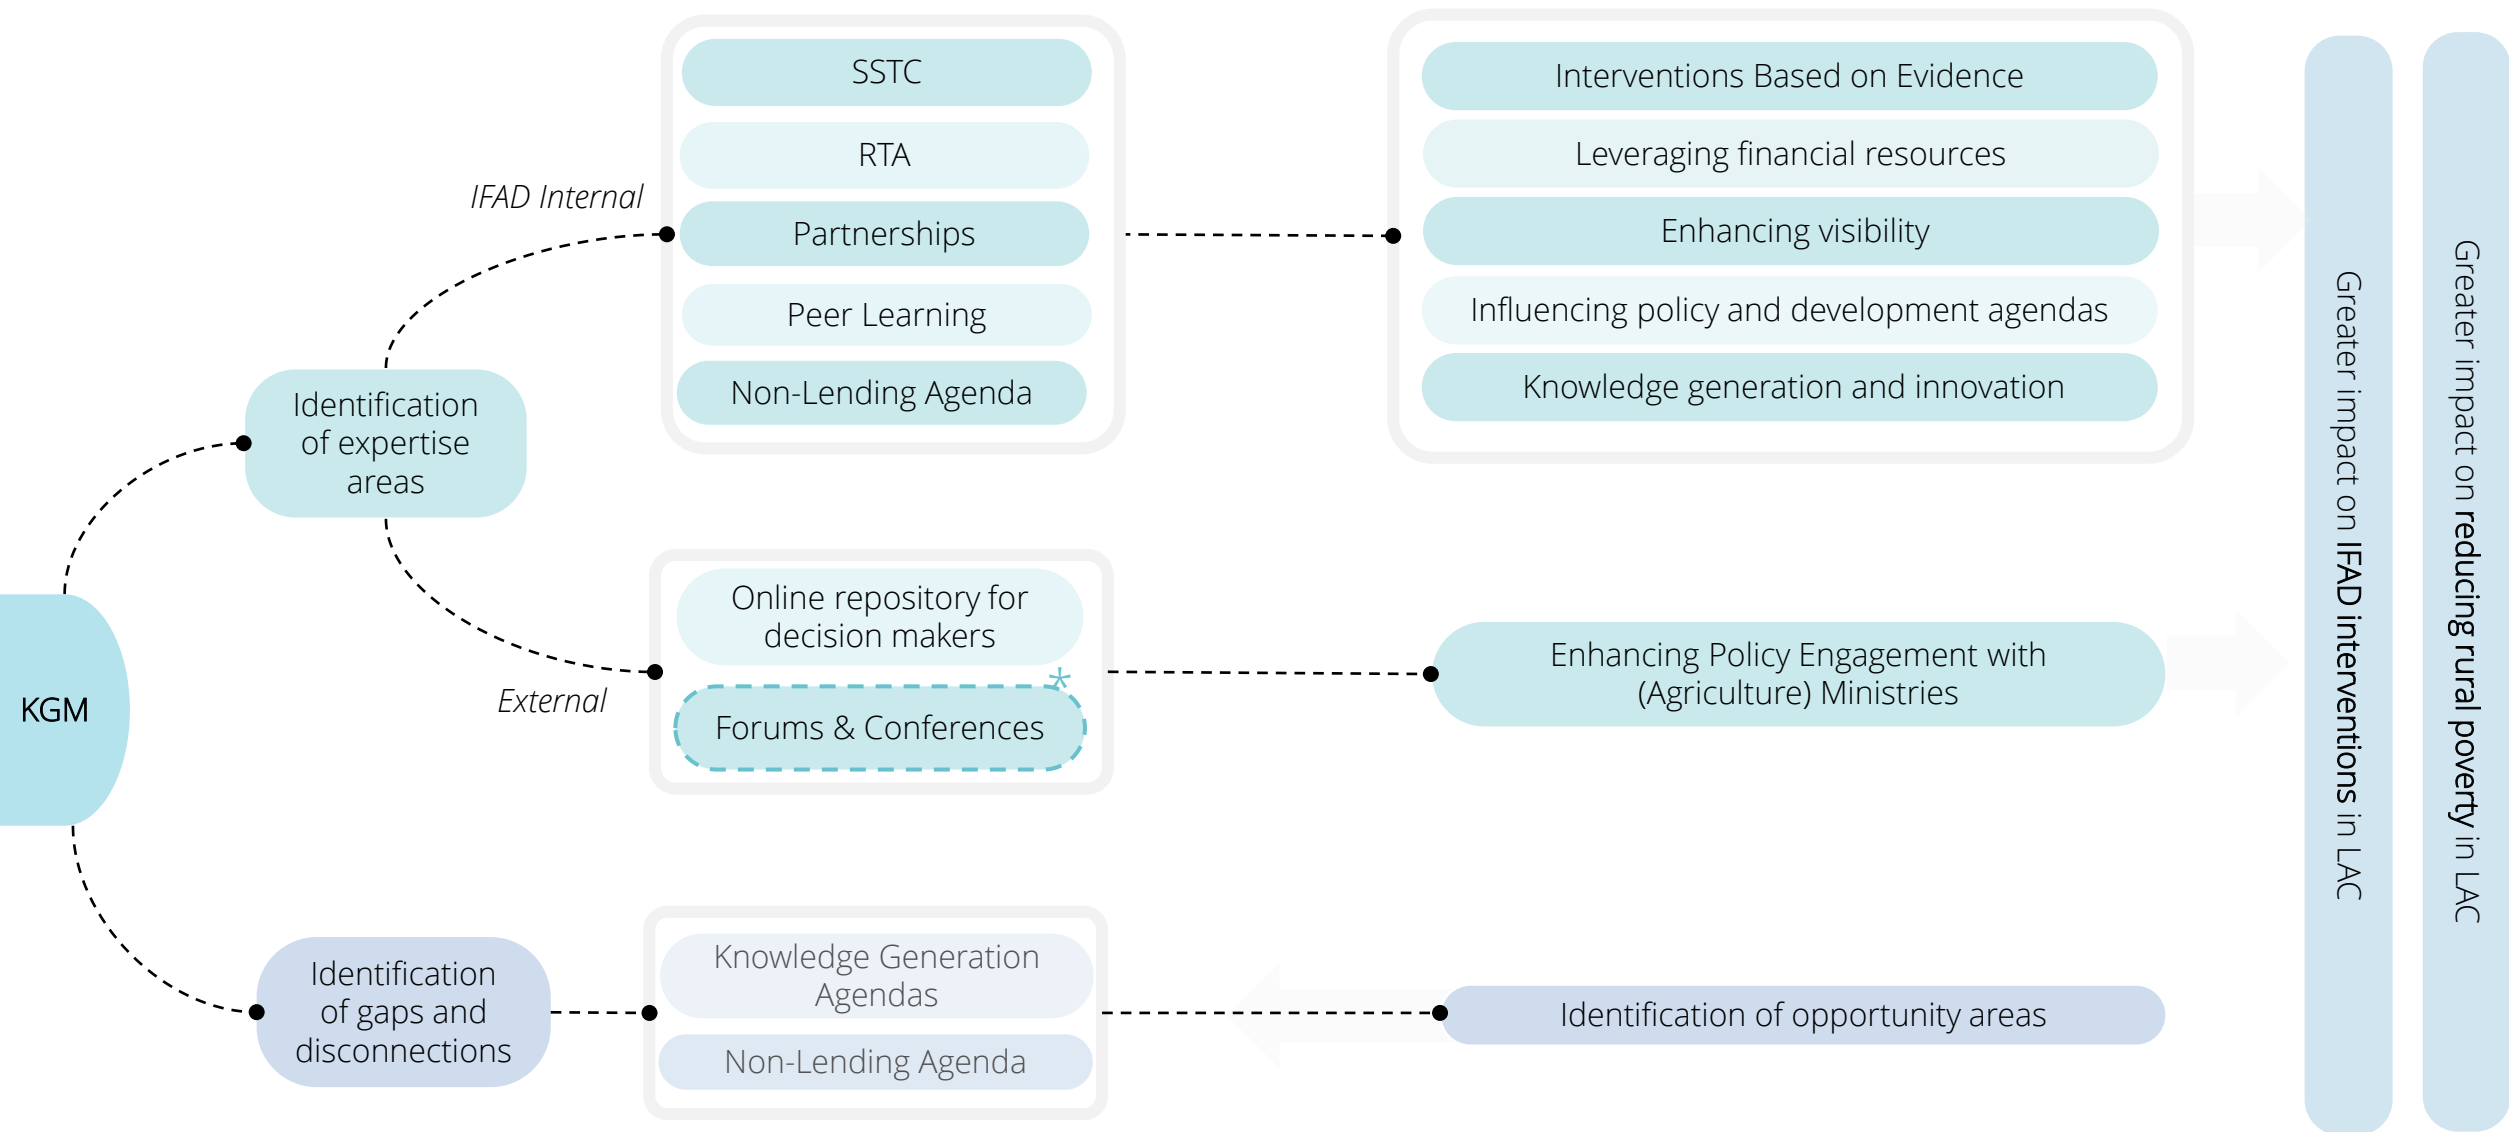 SSTC
RTA
IFAD Internal
Partnerships
Peer Learning
Non-Lending Agenda
Interventions Based on Evidence
Leveraging financial resources
Enhancing visibility
Influencing policy and development agendas
Knowledge generation and innovation
Identification
of expertise
areas
Online repository for
decision makers
*
Forums & Conferences
External
Enhancing Policy Engagement with
(Agriculture) Ministries
KGM
Identification
of gaps and
disconnections
Knowledge Generation
Agendas
Non-Lending Agenda
Identification of opportunity areas
Greater impact on IFAD interventions in LAC
Greater impact on reducing rural poverty in LAC